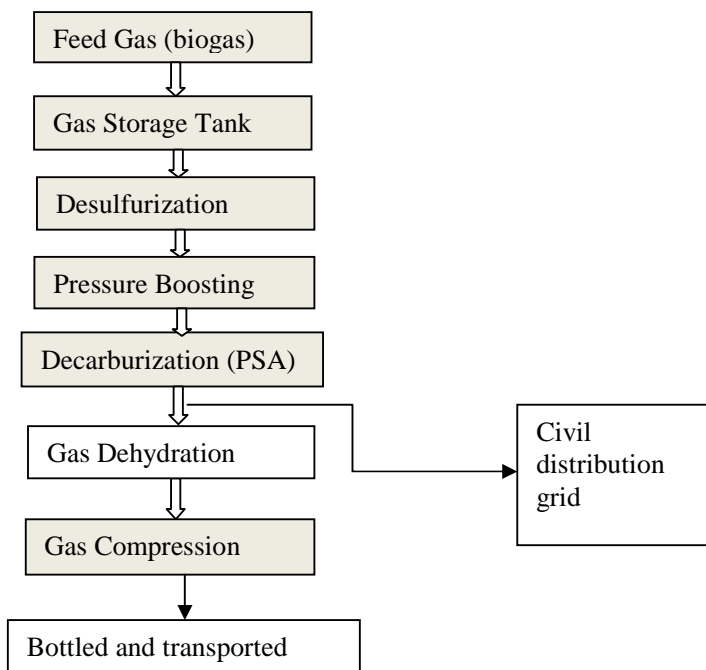 Feed Gas (biogas)
Gas Storage Tank
Desulfurization
Pressure Boosting
Decarburization (PSA)
Gas Dehydration
Civil
distribution
grid
Gas Compression
Bottled and transported